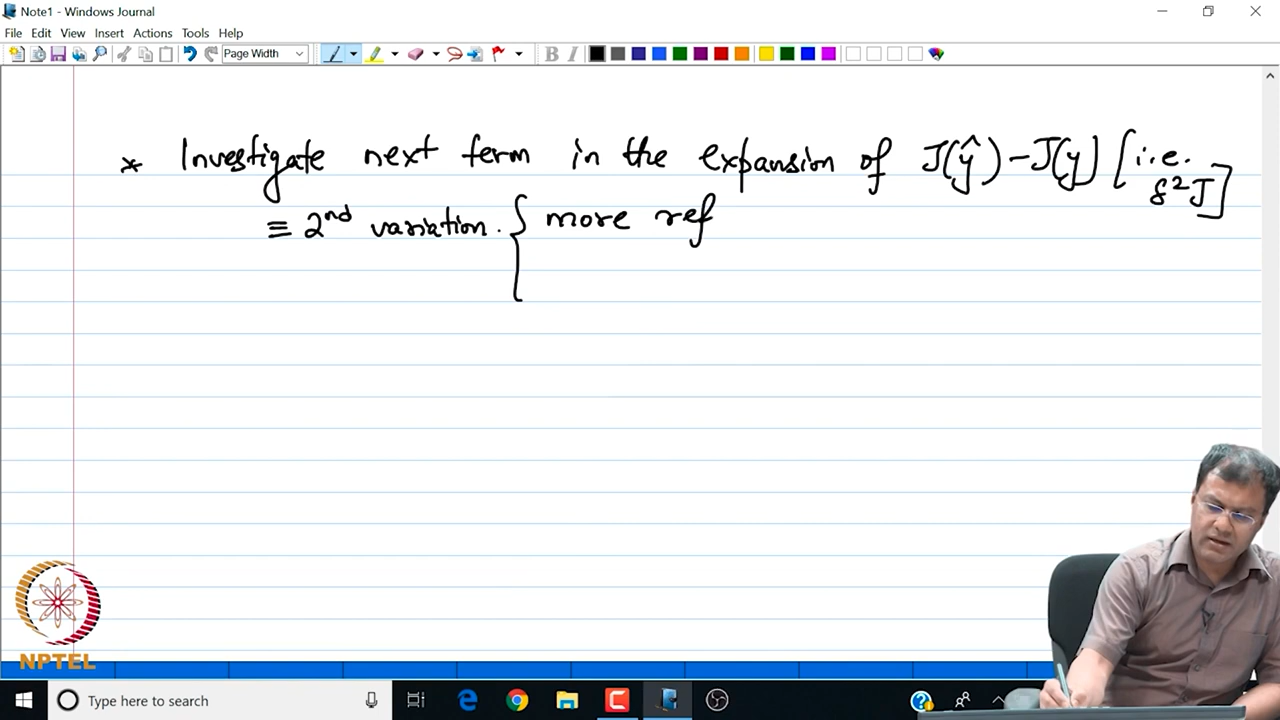 Note1 - Windows Journal
File Edit View Insert Actions Tools Help
Page Width
B I
* Investigate next term in the expansion of J(ŷ) - J(y) [i.e. δ²J]
≡ 2nd variation. { more ref
NPTEL
Type here to search